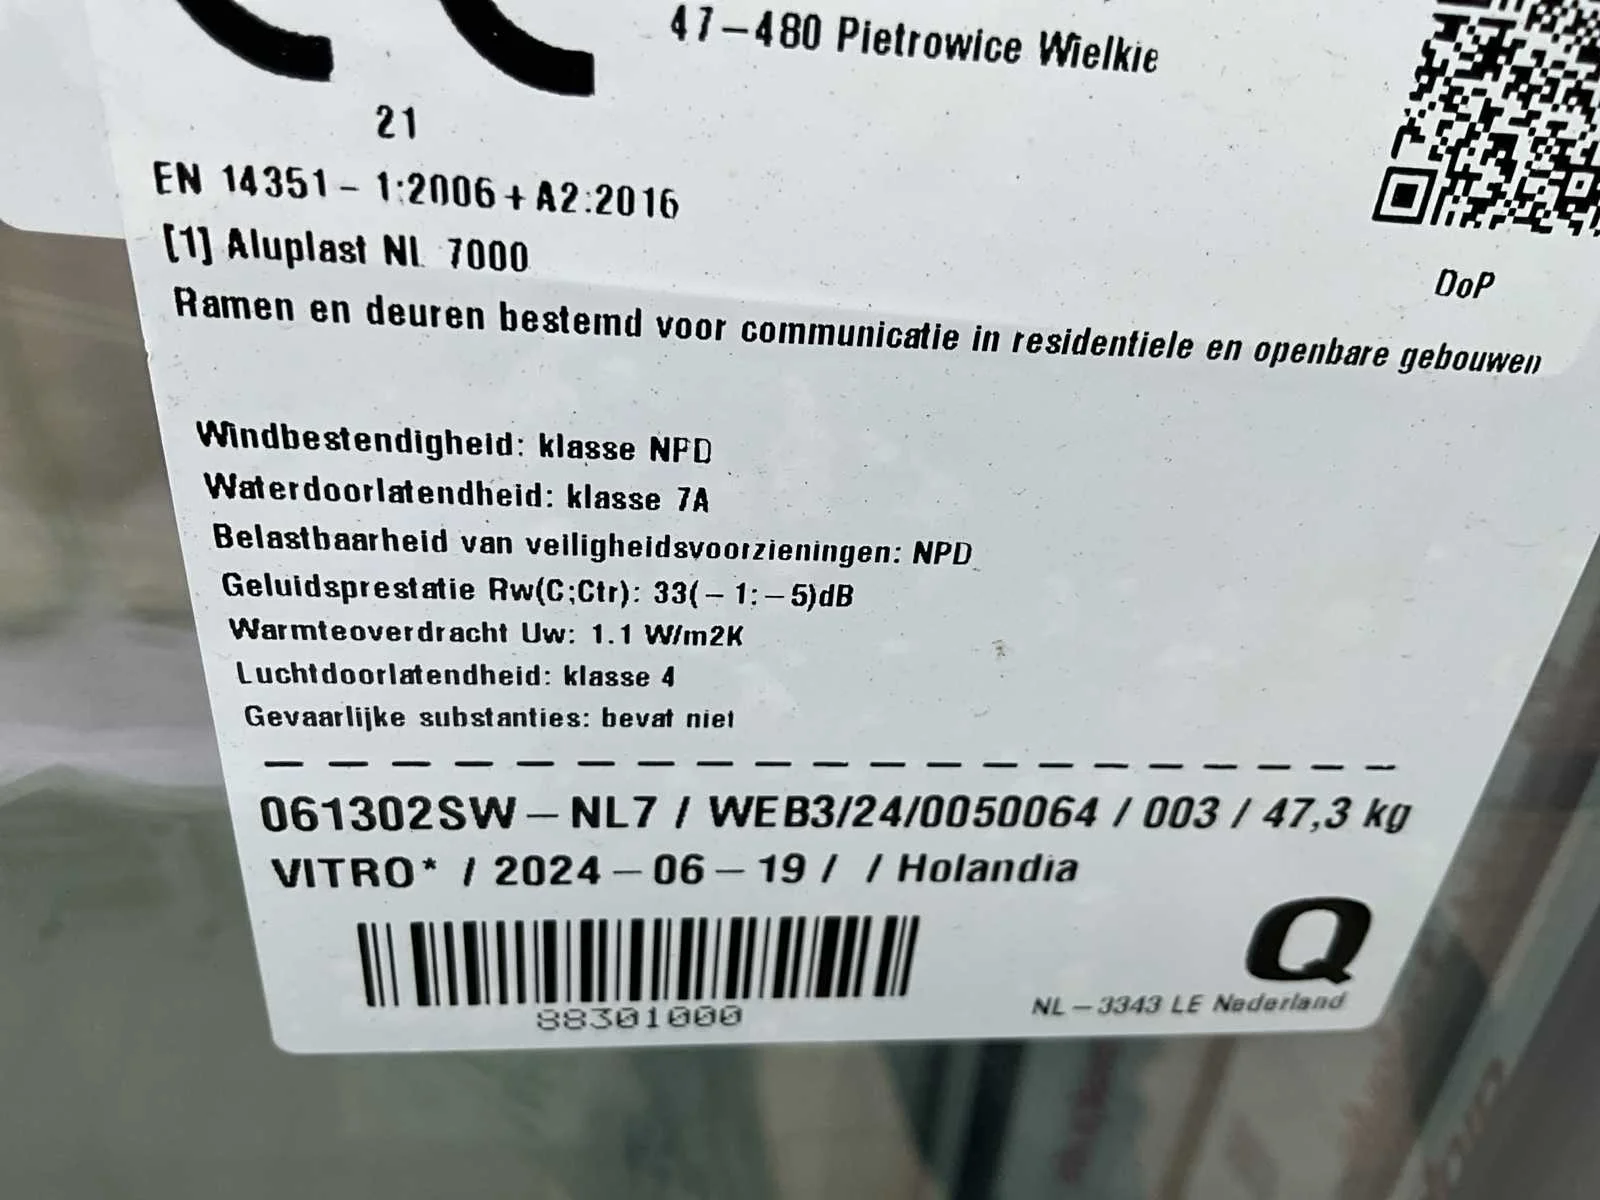 47-480 Pietrowice Wielkie
21
EN 14351-1:2006+A2:2016
[1] Aluplast NL 7000
DoP
Ramen en deuren bestemd voor communicatie in residentiele en openbare gebouwen
Windbestendigheid: klasse NPD
Waterdoorlatendheid: klasse 7A
Belastbaarheid van veiligheidsvoorzieningen: NPD
Geluidsprestatie Rw(C;Ctr): 33(-1:-5)dB
Warmteoverdracht Uw: 1.1 W/m2K
Luchtdoorlatendheid: klasse 4
Gevaarlijke substanties: bevat niet
061302SW-NL7 / WEB3/24/0050064 / 003 / 47,3 kg
VITRO* / 2024-06-19 / / Holandia
88301000
Q
NL-3343 LE Nederland